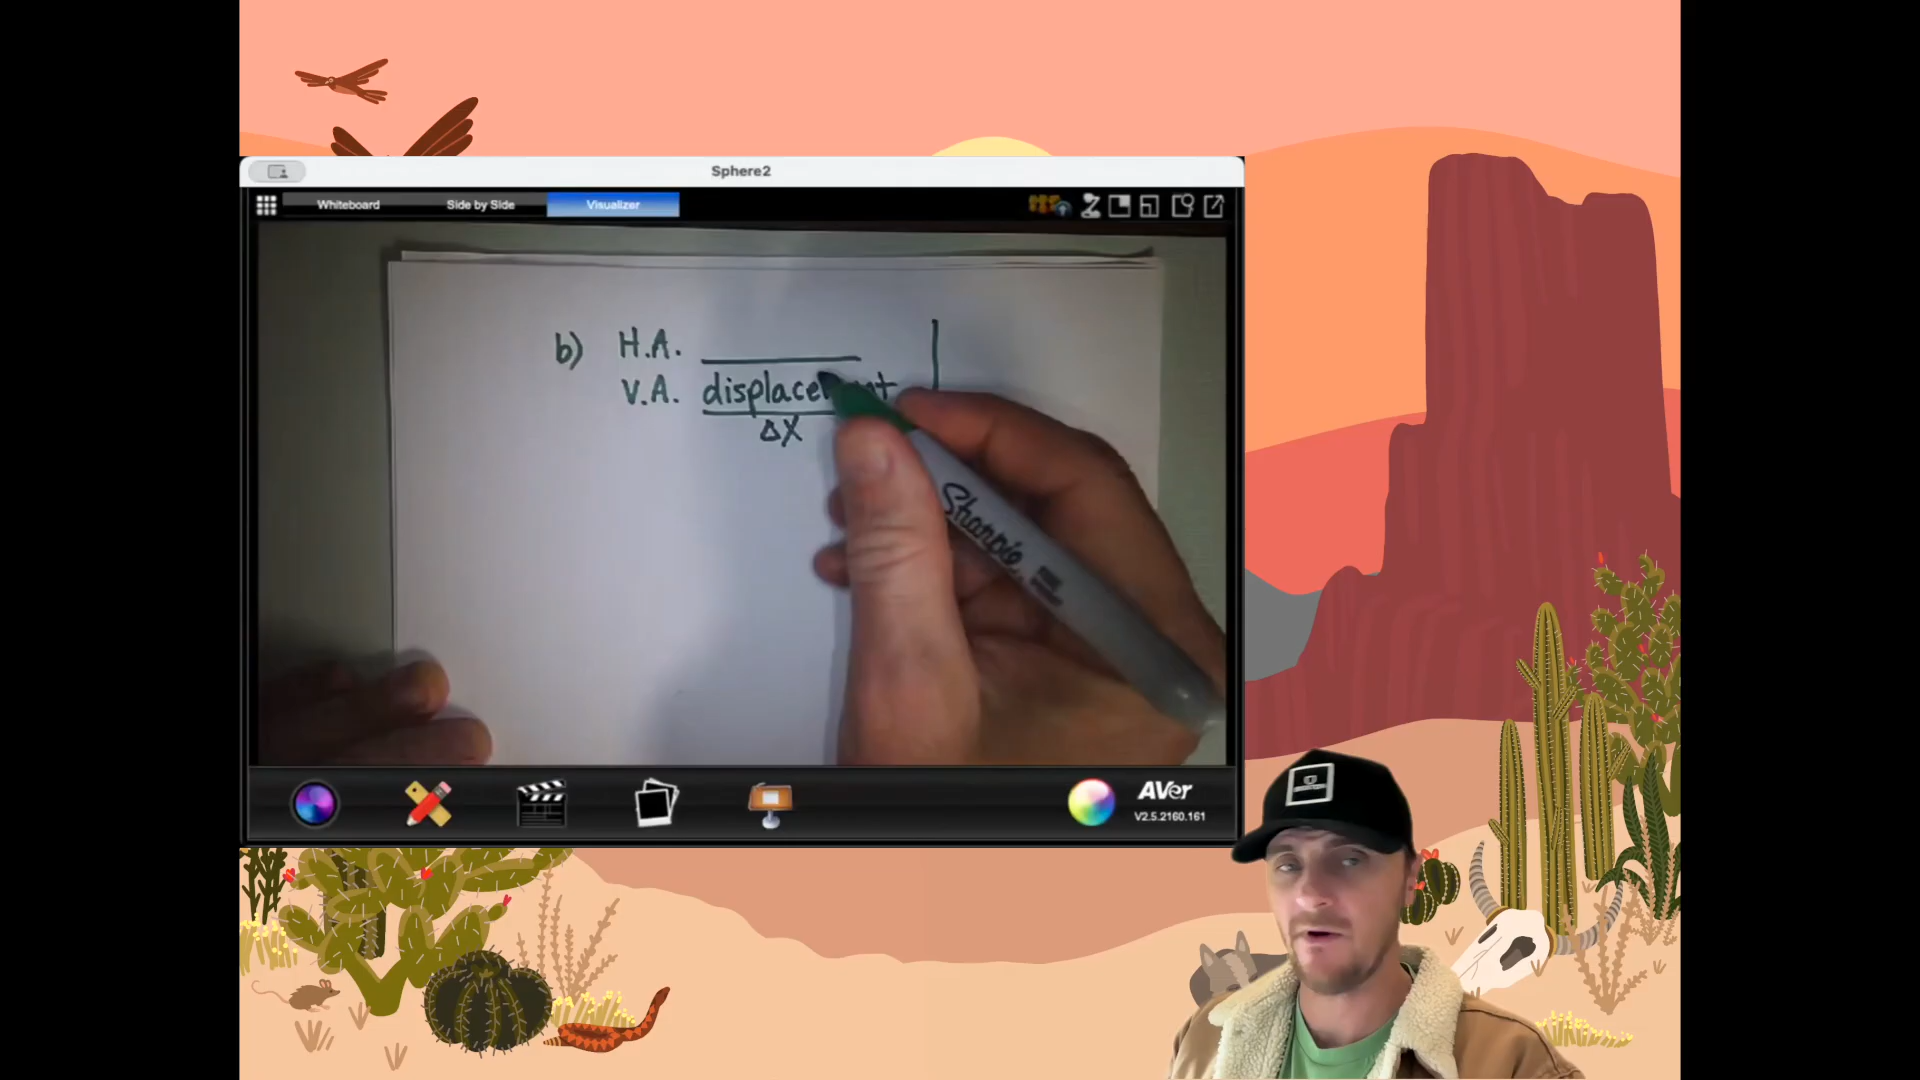 Sphere2
Whiteboard Side by Side Visualizer
b) H.A.
V.A. displacement
ΔX
Sharpie
AVer
V2.5.2160.161